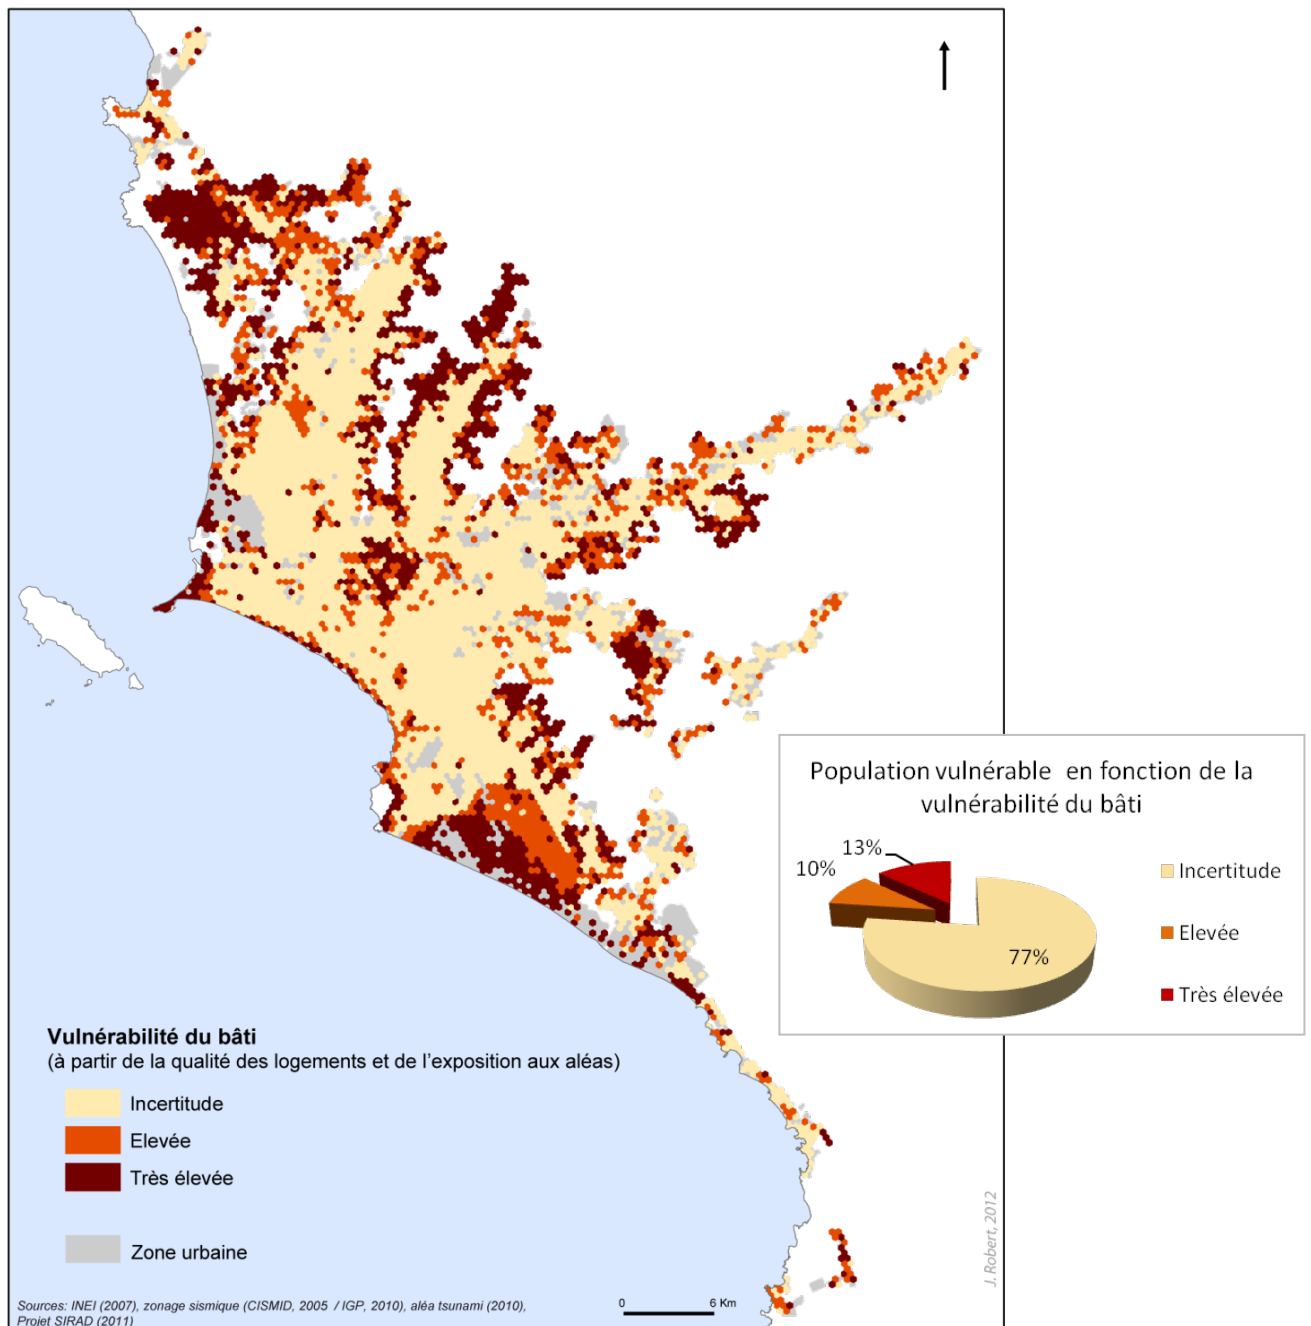 Population vulnérable en fonction de la
vulnérabilité du bâti
13%
10%
77%
Incertitude
Elevée
Très élevée
Vulnérabilité du bâti
(à partir de la qualité des logements et de l'exposition aux aléas)
Incertitude
Elevée
Très élevée
Zone urbaine
J. Robert, 2012
0 6 Km
Sources: INEI (2007), zonage sismique (CISMID, 2005 / IGP, 2010), aléa tsunami (2010),
Projet SIRAD (2011)